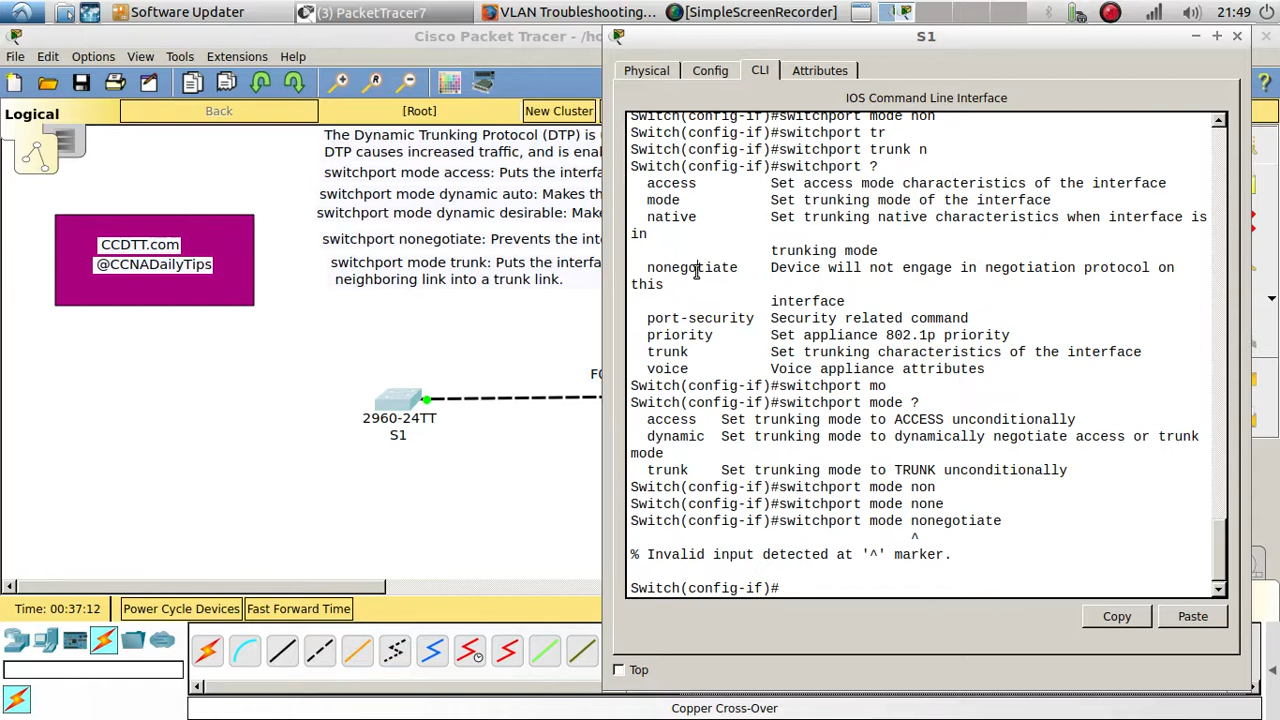 Software Updater
(3) PacketTracer7
VLAN Troubleshooting...
[SimpleScreenRecorder]
21:49
Cisco Packet Tracer - /ho
S1
File Edit Options View Tools Extensions Help
Physical Config CLI Attributes
Logical
Back
[Root]
New Cluster
IOS Command Line Interface
The Dynamic Trunking Protocol (DTP) is
DTP causes increased traffic, and is enab
switchport mode access: Puts the interfa
switchport mode dynamic auto: Makes th
switchport mode dynamic desirable: Make
switchport nonegotiate: Prevents the inte
switchport mode trunk: Puts the interfa
neighboring link into a trunk link.
CCDTT.com
@CCNADailyTips
2960-24TT
S1
Switch(config-if)#switchport mode non
Switch(config-if)#switchport tr
Switch(config-if)#switchport trunk n
Switch(config-if)#switchport ?
access Set access mode characteristics of the interface
mode Set trunking mode of the interface
native Set trunking native characteristics when interface is
in
trunking mode
nonegotiate Device will not engage in negotiation protocol on
this
interface
port-security Security related command
priority Set appliance 802.1p priority
trunk Set trunking characteristics of the interface
voice Voice appliance attributes
Switch(config-if)#switchport mo
Switch(config-if)#switchport mode ?
access Set trunking mode to ACCESS unconditionally
dynamic Set trunking mode to dynamically negotiate access or trunk
mode
trunk Set trunking mode to TRUNK unconditionally
Switch(config-if)#switchport mode non
Switch(config-if)#switchport mode none
Switch(config-if)#switchport mode nonegotiate
^
% Invalid input detected at '^' marker.
Switch(config-if)#
Copy Paste
Top
Time: 00:37:12 Power Cycle Devices Fast Forward Time
Copper Cross-Over